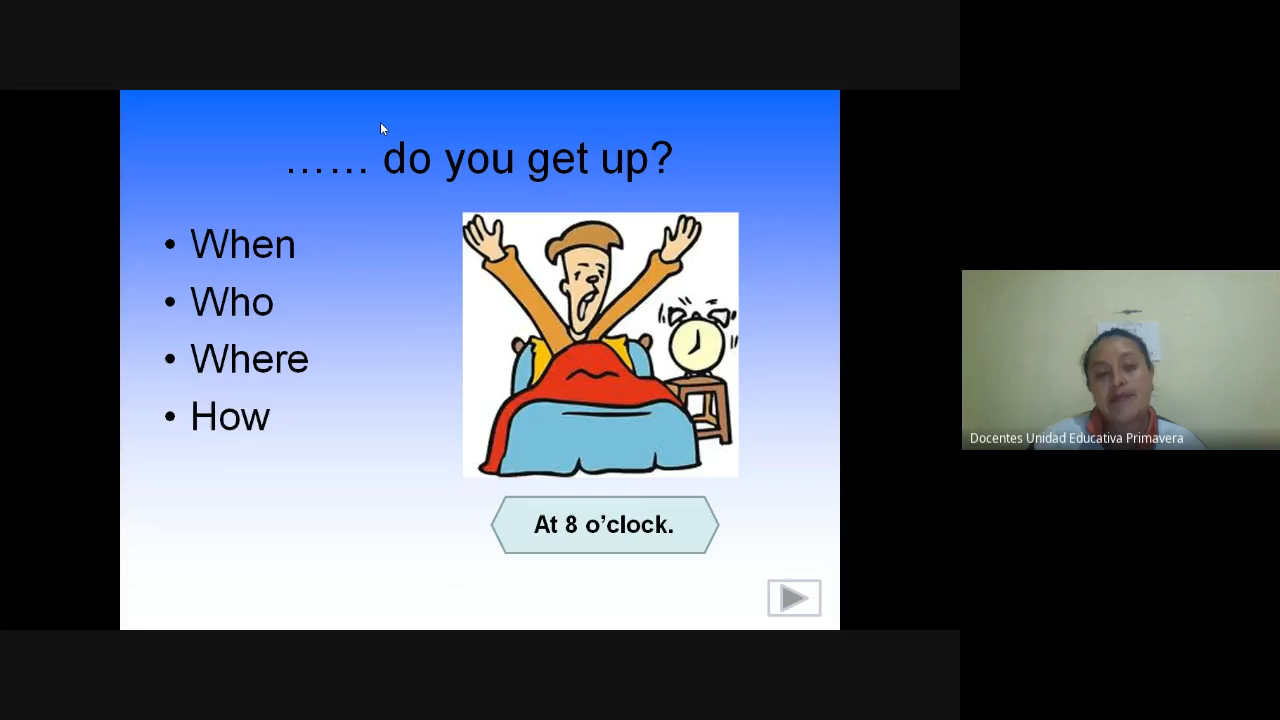 …… do you get up?
• When
• Who
• Where
• How
At 8 o’clock.
Docentes Unidad Educativa Primavera